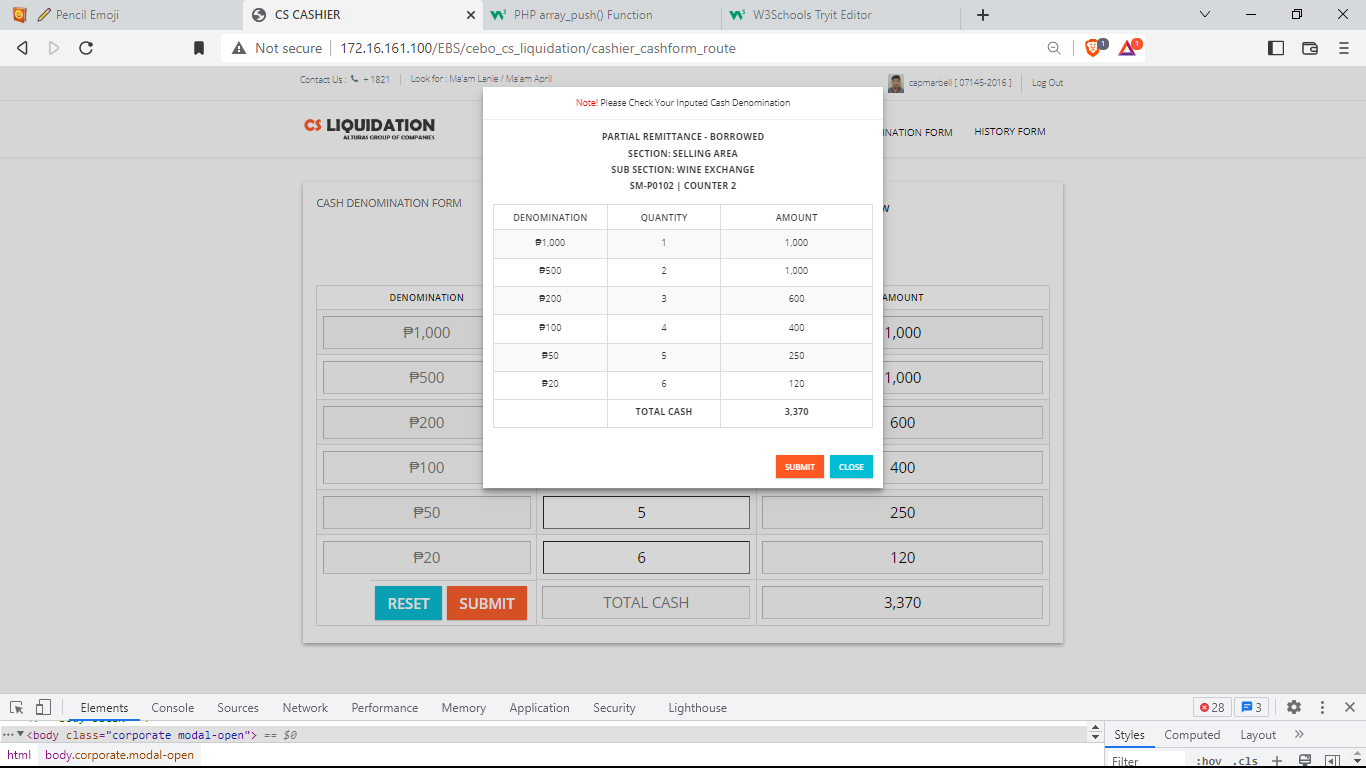 Pencil Emoji
CS CASHIER
PHP array_push() Function
W3Schools Tryit Editor
Not secure
172.16.161.100/EBS/cebo_cs_liquidation/cashier_cashform_route
1
1
Contact Us : + 1821
Look for : Ma'am Lanie / Ma'am April
capmarbell [ 07145-2016 ]
Log Out
CS LIQUIDATION
ALTURAS GROUP OF COMPANIES
INATION FORM
HISTORY FORM
Note! Please Check Your Inputed Cash Denomination
PARTIAL REMITTANCE - BORROWED
SECTION: SELLING AREA
SUB SECTION: WINE EXCHANGE
SM-P0102 | COUNTER 2
DENOMINATION QUANTITY AMOUNT
₱1,000 1 1,000
₱500 2 1,000
₱200 3 600
₱100 4 400
₱50 5 250
₱20 6 120
TOTAL CASH 3,370
SUBMIT CLOSE
CASH DENOMINATION FORM
W
DENOMINATION AMOUNT
₱1,000 1,000
₱500 1,000
₱200 600
₱100 400
₱50 5 250
₱20 6 120
RESET SUBMIT TOTAL CASH 3,370
Elements Console Sources Network Performance Memory Application Security Lighthouse
28
3
<body class="corporate modal-open"> == $0
html body.corporate.modal-open
Styles Computed Layout
Filter :hov .cls